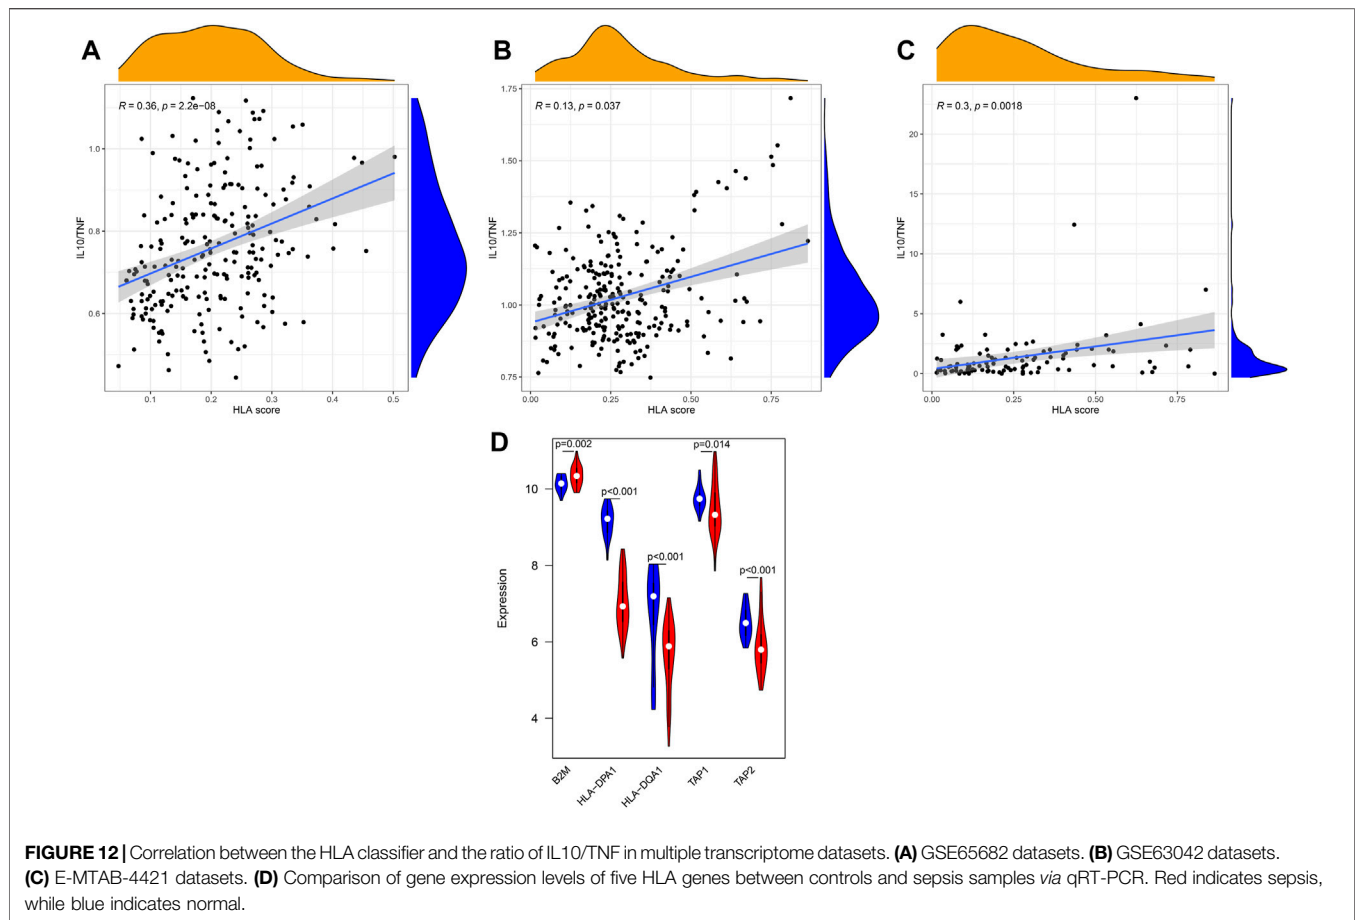 A
B
C
R = 0.36, p = 2.2e−08
R = 0.13, p = 0.037
R = 0.3, p = 0.0018
IL10/TNF
1.0
0.8
0.6
0.1 0.2 0.3 0.4 0.5
HLA score
IL10/TNF
1.75
1.50
1.25
1.00
0.75
0.00 0.25 0.50 0.75
HLA score
IL10/TNF
20
15
10
5
0
0.00 0.25 0.50 0.75
HLA score
D
p=0.002
p<0.001
p<0.001
p=0.014
p<0.001
Expression
10
8
6
4
B2M
HLA−DPA1
HLA−DQA1
TAP1
TAP2
FIGURE 12 | Correlation between the HLA classifier and the ratio of IL10/TNF in multiple transcriptome datasets. (A) GSE65682 datasets. (B) GSE63042 datasets.
(C) E-MTAB-4421 datasets. (D) Comparison of gene expression levels of five HLA genes between controls and sepsis samples via qRT-PCR. Red indicates sepsis,
while blue indicates normal.